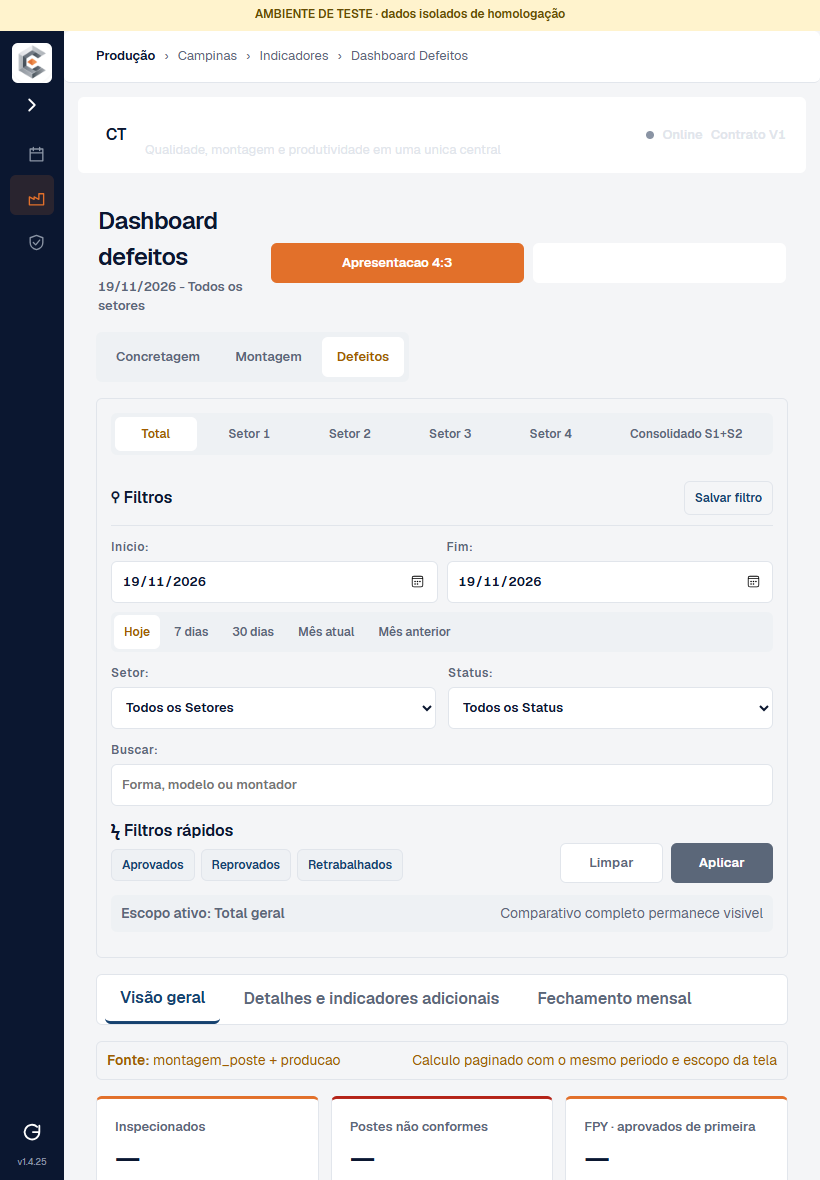 AMBIENTE DE TESTE · dados isolados de homologação
Produção › Campinas › Indicadores › Dashboard Defeitos
CT
Qualidade, montagem e produtividade em uma unica central
Online Contrato V1
Dashboard
defeitos
19/11/2026 - Todos os
setores
Apresentacao 4:3
Concretagem Montagem Defeitos
Total Setor 1 Setor 2 Setor 3 Setor 4 Consolidado S1+S2
Filtros
Salvar filtro
Início: Fim:
19/11/2026 19/11/2026
Hoje 7 dias 30 dias Mês atual Mês anterior
Setor: Status:
Todos os Setores Todos os Status
Buscar:
Forma, modelo ou montador
Filtros rápidos
Aprovados Reprovados Retrabalhados
Limpar Aplicar
Escopo ativo: Total geral Comparativo completo permanece visivel
Visão geral Detalhes e indicadores adicionais Fechamento mensal
Fonte: montagem_poste + producao Calculo paginado com o mesmo periodo e escopo da tela
Inspecionados Postes não conformes FPY · aprovados de primeira
— — —
v1.4.25